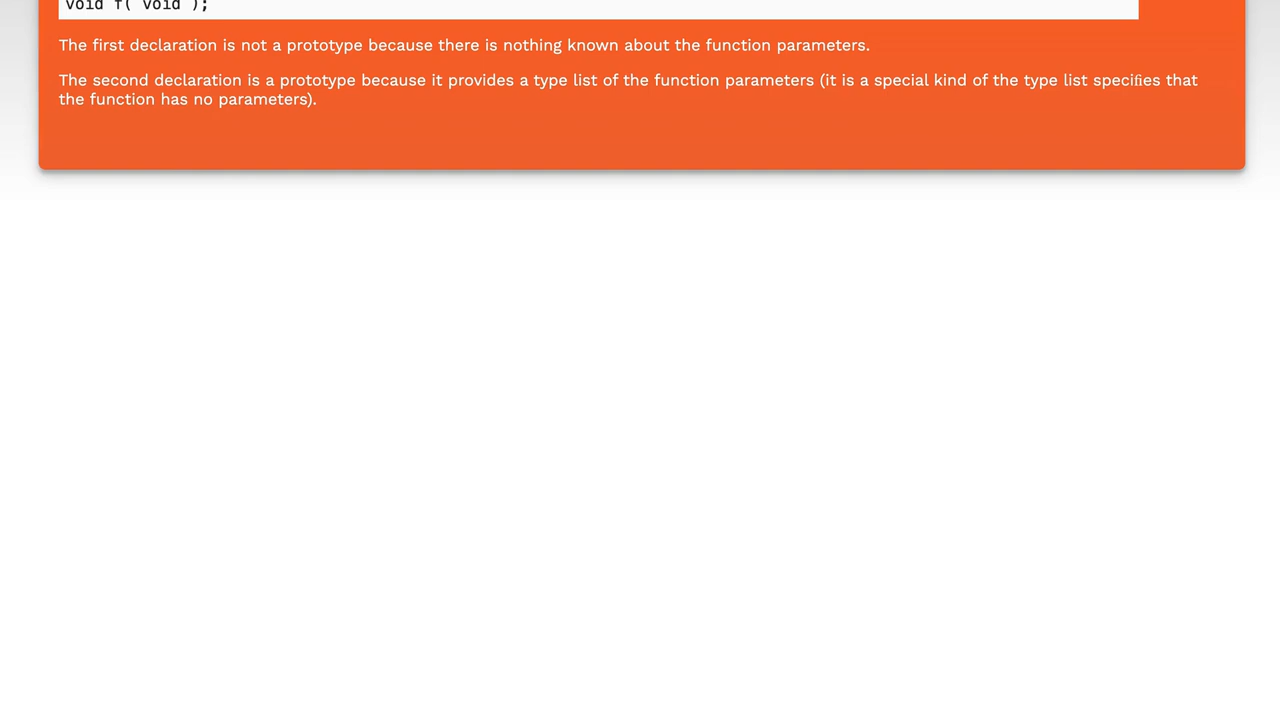 void f( void );
The first declaration is not a prototype because there is nothing known about the function parameters.
The second declaration is a prototype because it provides a type list of the function parameters (it is a special kind of the type list specifies that
the function has no parameters).